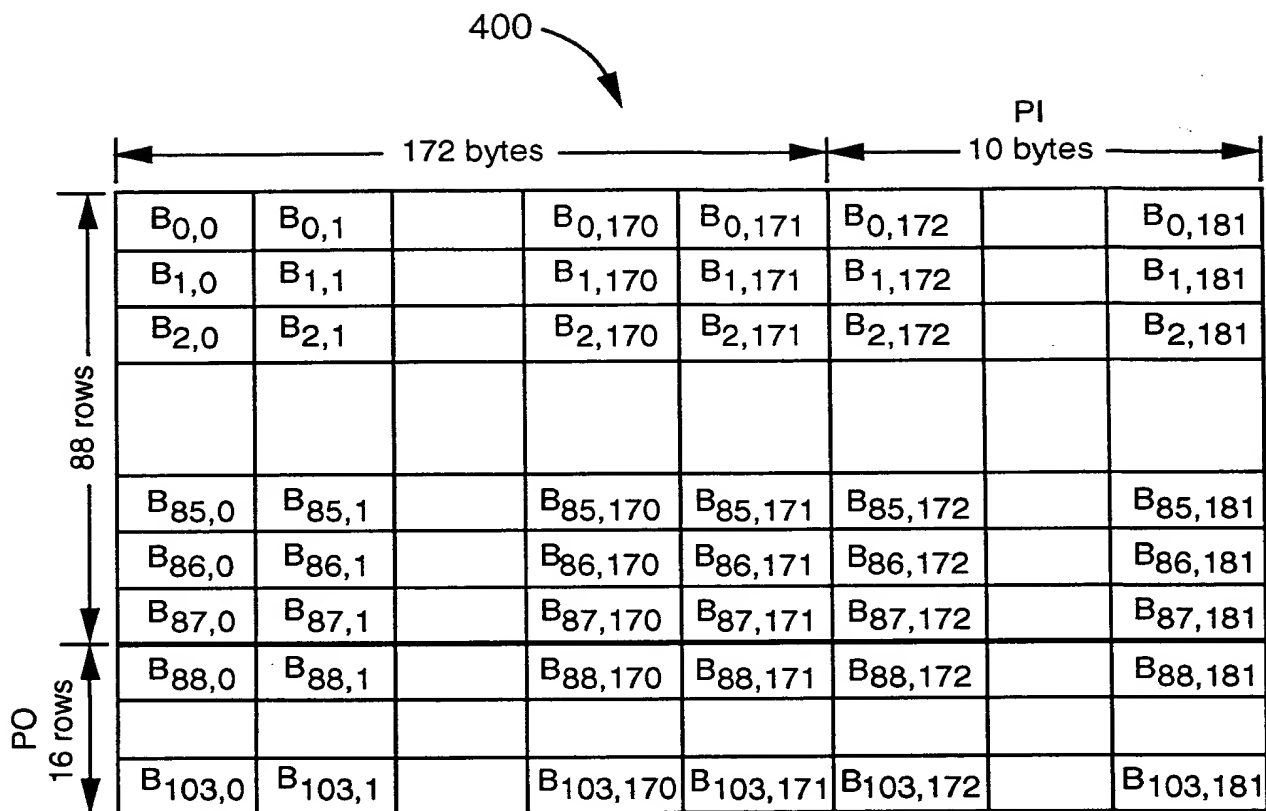 400
PI
172 bytes 10 bytes
B0,0 B0,1 B0,170 B0,171 B0,172 B0,181
B1,0 B1,1 B1,170 B1,171 B1,172 B1,181
B2,0 B2,1 B2,170 B2,171 B2,172 B2,181
88 rows
B85,0 B85,1 B85,170 B85,171 B85,172 B85,181
B86,0 B86,1 B86,170 B86,171 B86,172 B86,181
B87,0 B87,1 B87,170 B87,171 B87,172 B87,181
B88,0 B88,1 B88,170 B88,171 B88,172 B88,181
PO
16 rows
B103,0 B103,1 B103,170 B103,171 B103,172 B103,181